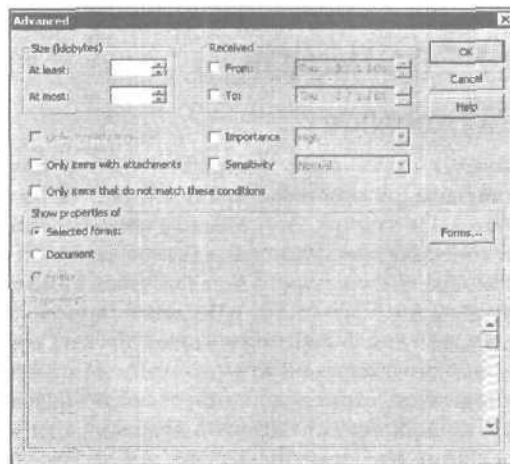 Advanced
Size (kilobytes)
At least:
At most:
Received
From:
To:
OK
Cancel
Help
Importance
High
Only items with attachments
Sensitivity
Normal
Only items that do not match these conditions
Show properties of
Selected forms:
Forms...
Document